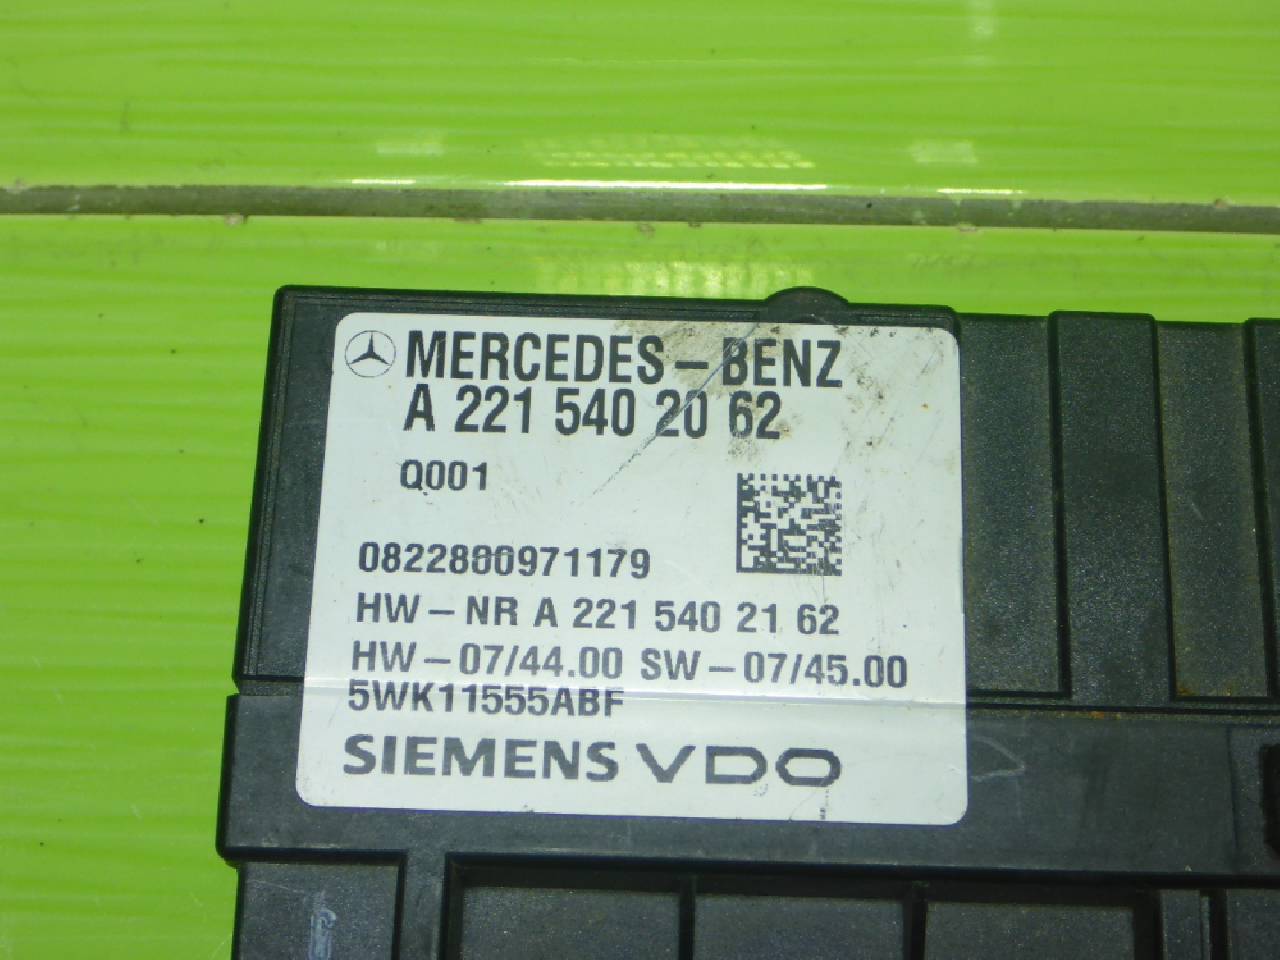 MERCEDES-BENZ
A 221 540 20 62
Q001
0822800971179
HW-NR A 221 540 21 62
HW-07/44.00 SW-07/45.00
5WK11555ABF
SIEMENS VDO